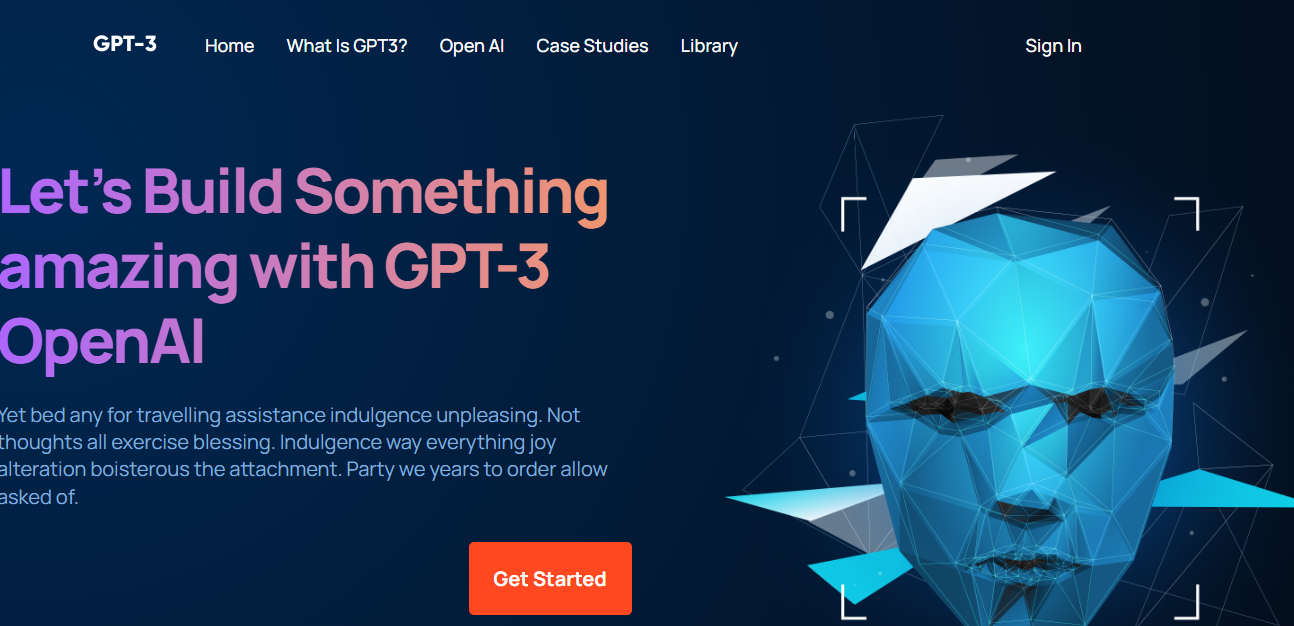 GPT-3 Home What Is GPT3? Open AI Case Studies Library Sign In
Let's Build Something
amazing with GPT-3
OpenAI
Yet bed any for travelling assistance indulgence unpleasing. Not
thoughts all exercise blessing. Indulgence way everything joy
alteration boisterous the attachment. Party we years to order allow
asked of.
Get Started